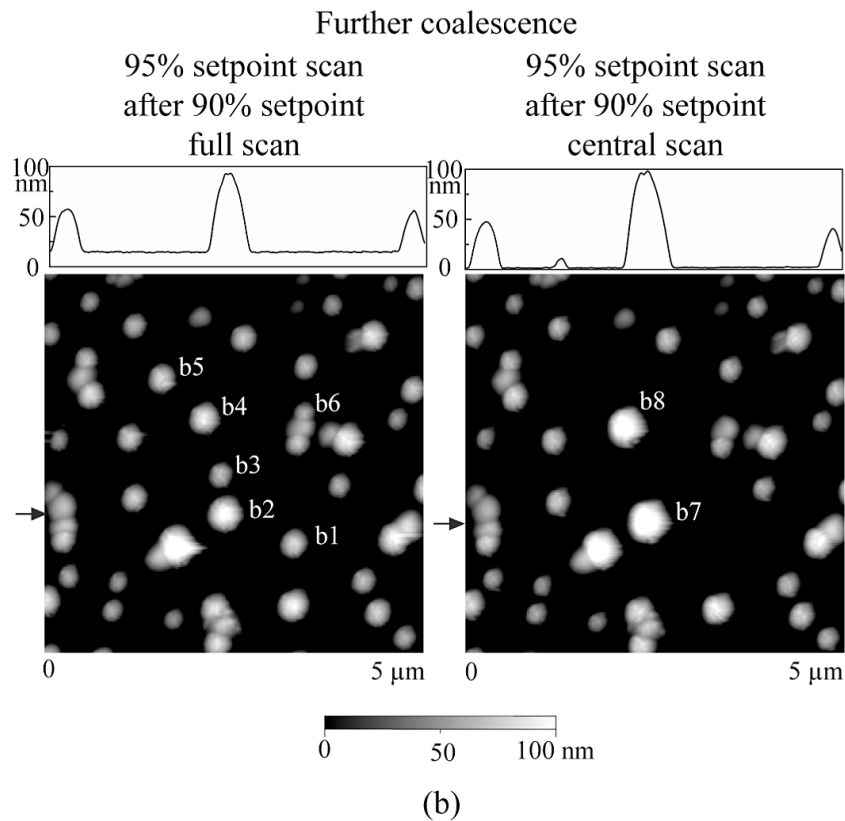 Further coalescence
95% setpoint scan
after 90% setpoint
full scan
95% setpoint scan
after 90% setpoint
central scan
100
nm
50
0
100
nm
50
0
b5
b4
b6
b3
b2
b1
b8
b7
0
5 µm
0
5 µm
0
50
100 nm
(b)